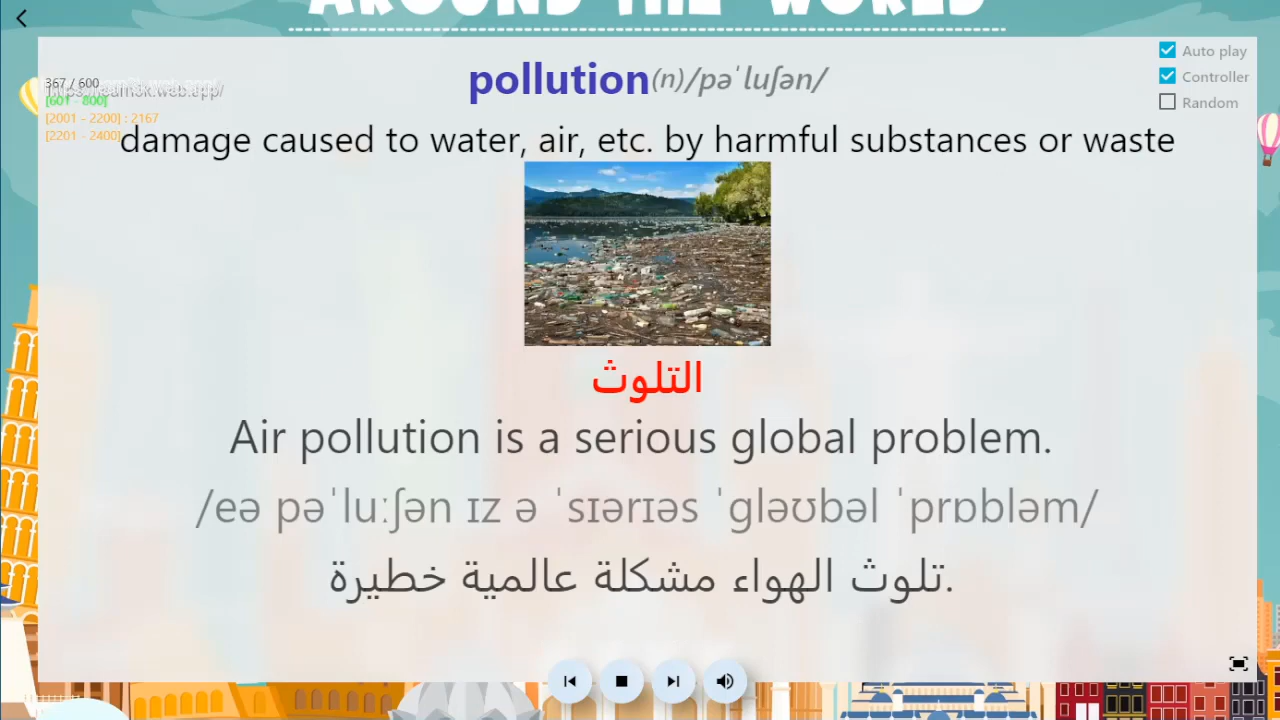 AROUND THE WORLD
Auto play
Controller
Random
367 / 600
[601 - 800]
[2001 - 2200] : 2167
[2201 - 2400]
pollution(n)/pəˈluʃən/
damage caused to water, air, etc. by harmful substances or waste
التلوث
Air pollution is a serious global problem.
/eə pəˈluːʃən ɪz ə ˈsɪərɪəs ˈgləʊbəl ˈprɒbləm/
تلوث الهواء مشكلة عالمية خطيرة.